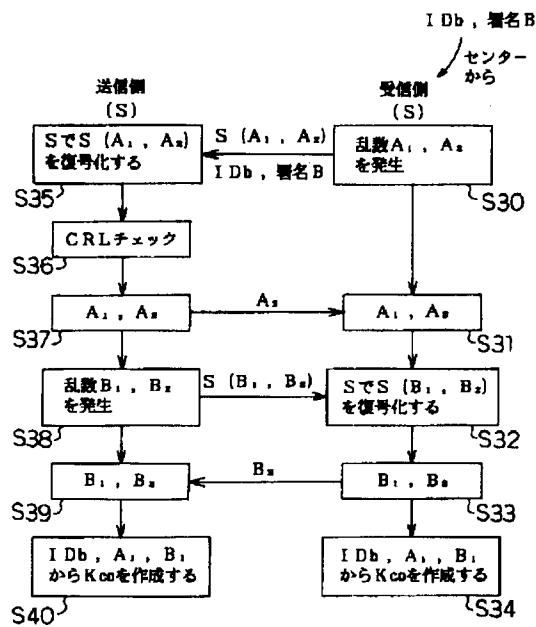 IDb, 署名B
センターから
送信側
(S)
受信側
(S)
SでS (A₁, A₂)
を復号化する
S35
S (A₁, A₂)
IDb, 署名B
乱数A₁, A₂
を発生
S30
CRLチェック
S36
A₁, A₂
S37
A₂
A₁, A₂
S31
乱数B₁, B₂
を発生
S38
S (B₁, B₂)
SでS (B₁, B₂)
を復号化する
S32
B₁, B₂
S39
B₂
B₁, B₂
S33
IDb, A₁, B₁
からKcoを作成する
S40
IDb, A₁, B₁
からKcoを作成する
S34